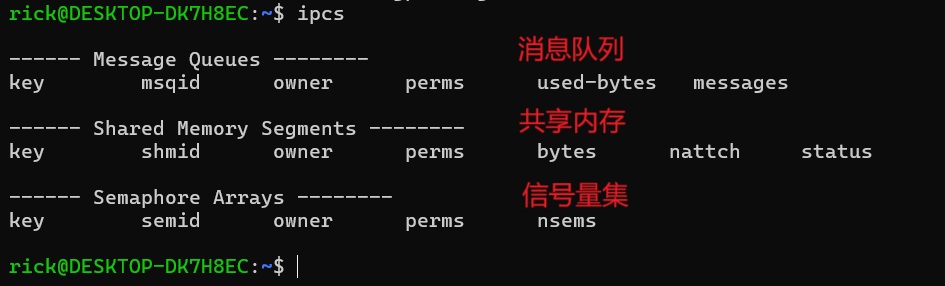 rick@DESKTOP-DK7H8EC:~$ ipcs
------ Message Queues -------- 消息队列
key msqid owner perms used-bytes messages
------ Shared Memory Segments -------- 共享内存
key shmid owner perms bytes nattch status
------ Semaphore Arrays -------- 信号量集
key semid owner perms nsems
rick@DESKTOP-DK7H8EC:~$